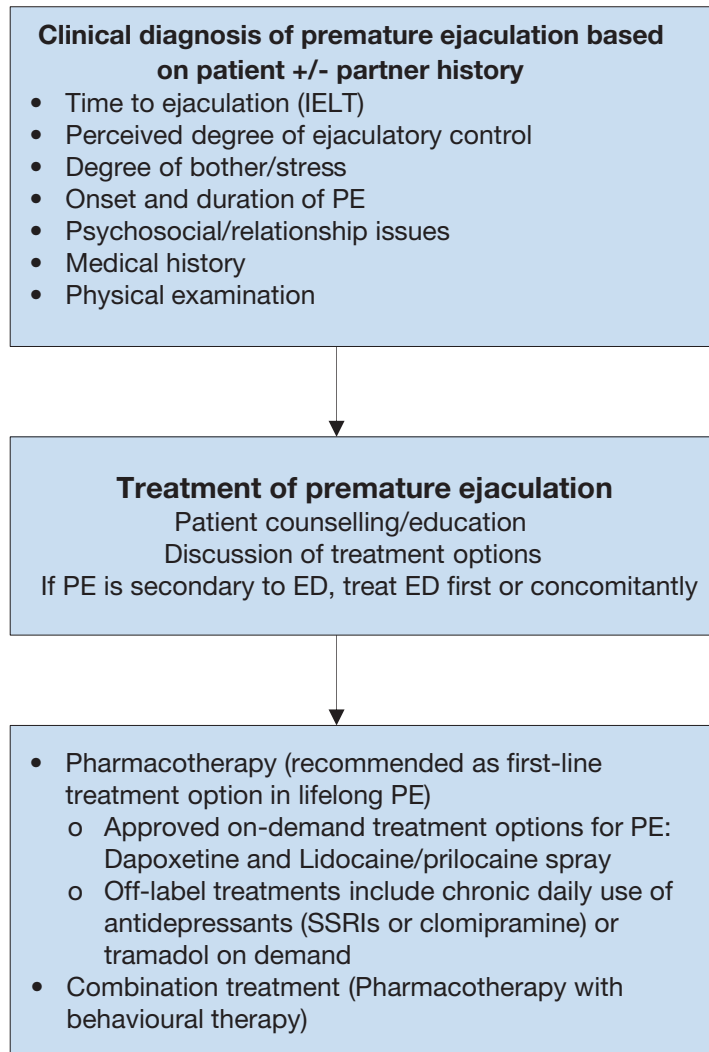 Clinical diagnosis of premature ejaculation based
on patient +/- partner history
• Time to ejaculation (IELT)
• Perceived degree of ejaculatory control
• Degree of bother/stress
• Onset and duration of PE
• Psychosocial/relationship issues
• Medical history
• Physical examination
Treatment of premature ejaculation
Patient counselling/education
Discussion of treatment options
If PE is secondary to ED, treat ED first or concomitantly
• Pharmacotherapy (recommended as first-line
treatment option in lifelong PE)
o Approved on-demand treatment options for PE:
Dapoxetine and Lidocaine/prilocaine spray
o Off-label treatments include chronic daily use of
antidepressants (SSRIs or clomipramine) or
tramadol on demand
• Combination treatment (Pharmacotherapy with
behavioural therapy)